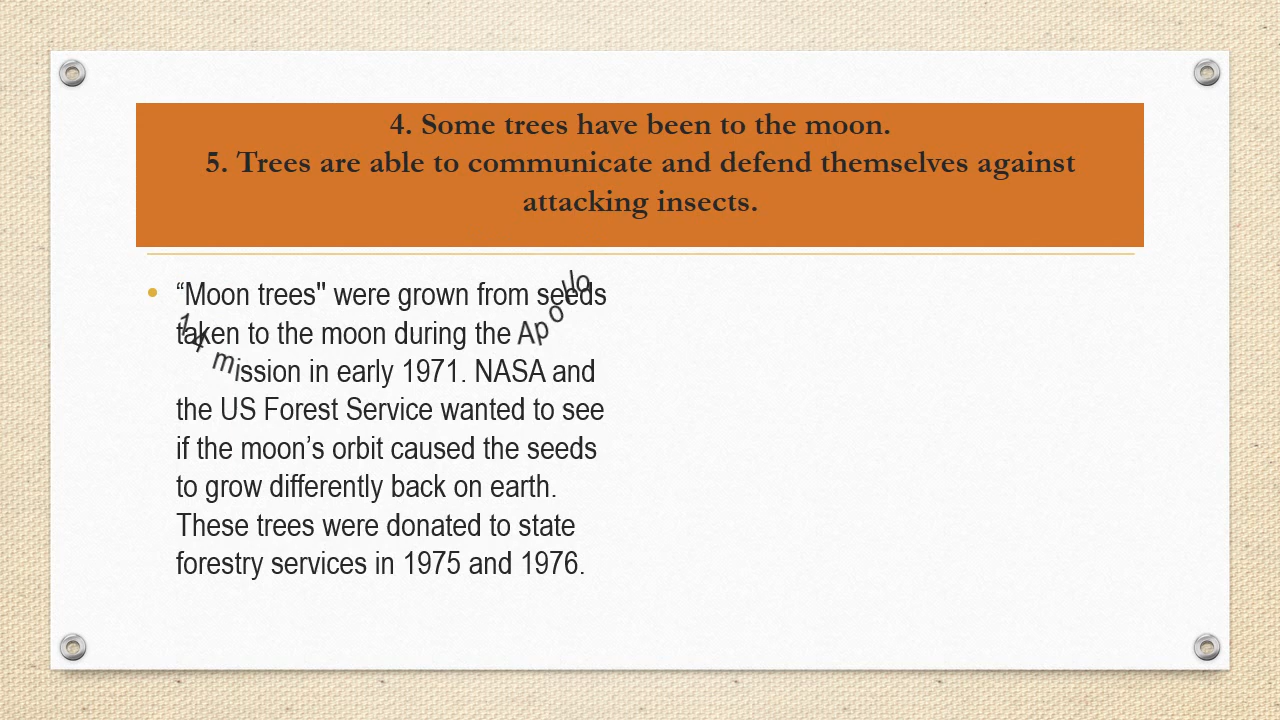 4. Some trees have been to the moon.
5. Trees are able to communicate and defend themselves against
attacking insects.
“Moon trees" were grown from seeds
taken to the moon during the Apollo
14 mission in early 1971. NASA and
the US Forest Service wanted to see
if the moon’s orbit caused the seeds
to grow differently back on earth.
These trees were donated to state
forestry services in 1975 and 1976.